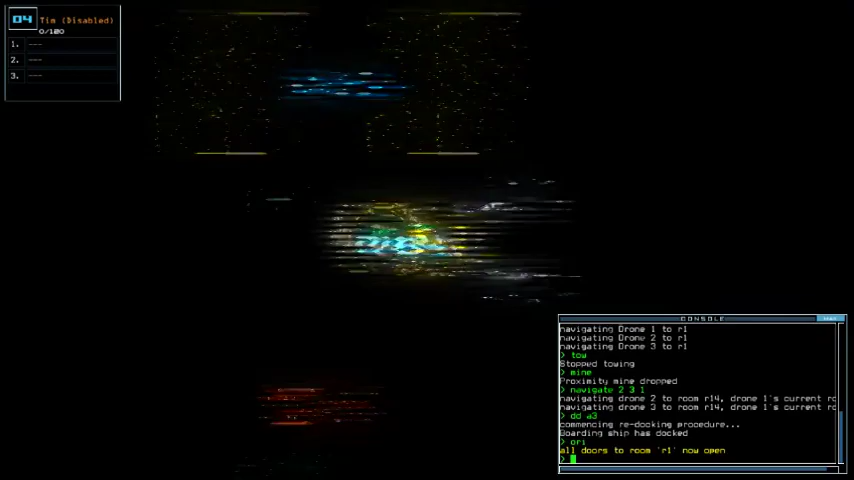 04 Tim (Disabled)
0/100
1. ---
2. ---
3. ---
CONSOLE
navigating Drone 1 to r1
navigating Drone 2 to r1
navigating Drone 3 to r1
> tow
Stopped towing
> mine
Proximity mine dropped
> navigate 2 3 1
navigating drone 2 to room r14, drone 1's current ro
navigating drone 3 to room r14, drone 1's current ro
> dd a3
commencing re-docking procedure...
Boarding ship has docked
> ori
all doors to room 'r1' now open
>